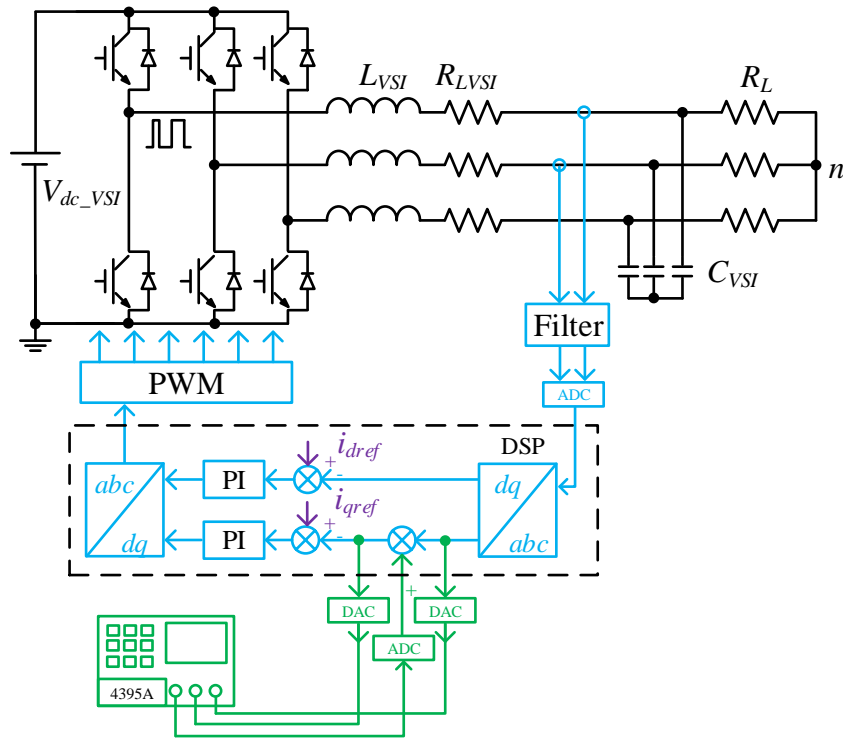 L_VSI R_LVSI R_L
n
V_dc_VSI
C_VSI
Filter
PWM
ADC
DSP
i_dref
+
-
abc
dq
PI
dq
abc
i_qref
+
-
PI
+
DAC
DAC
ADC
4395A